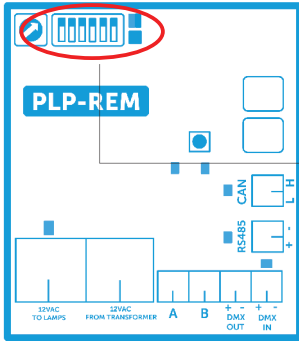 PLP-REM
CAN
H
L
RS485
-
+
12VAC
TO LAMPS
12VAC
FROM TRANSFORMER
A
B
+ -
DMX
OUT
+ -
DMX
IN